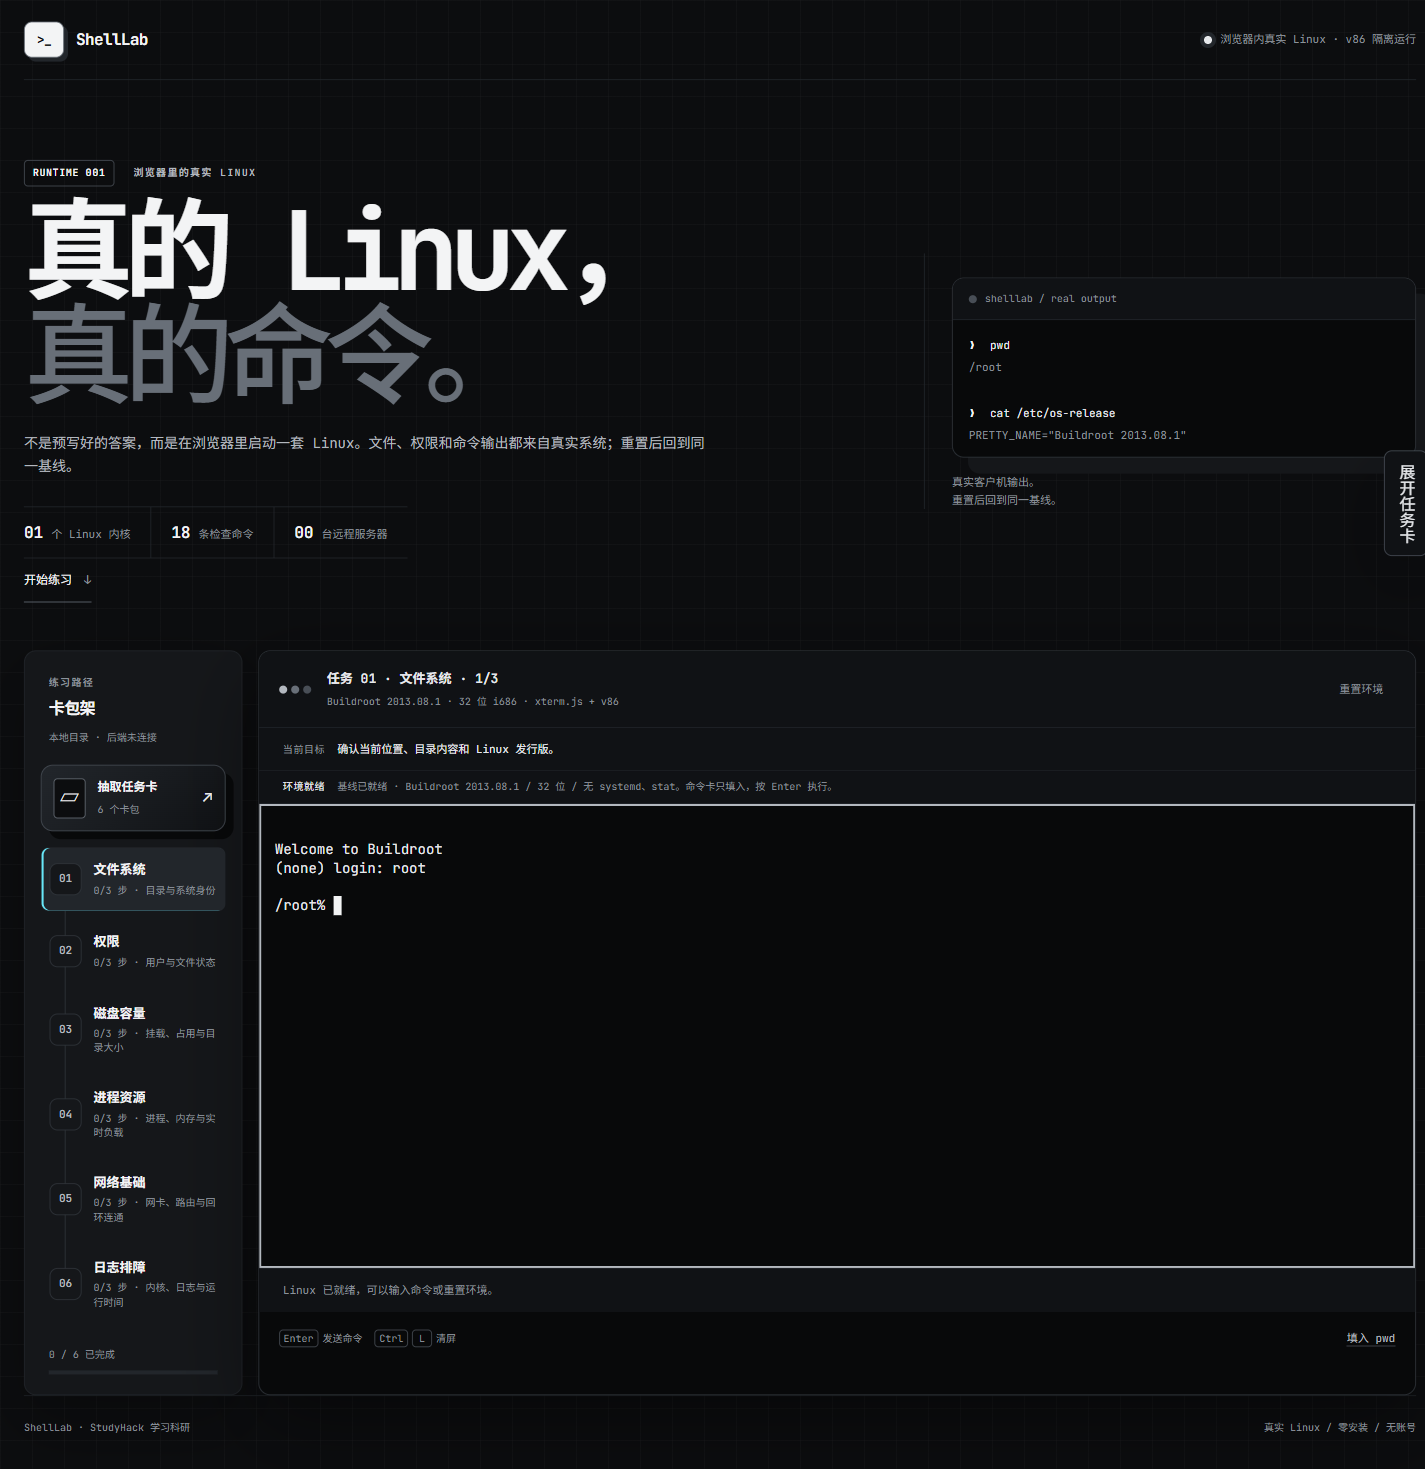 >_ ShellLab
浏览器内真实 Linux · v86 隔离运行
RUNTIME 001 浏览器里的真实 LINUX
真的 Linux，
真的命令。
不是预写好的答案，而是在浏览器里启动一套 Linux。文件、权限和命令输出都来自真实系统；重置后回到同
一基线。
01 个 Linux 内核 18 条检查命令 00 台远程服务器
开始练习 ↓
shelllab / real output
❯ pwd
/root
❯ cat /etc/os-release
PRETTY_NAME="Buildroot 2013.08.1"
真实客户机输出。
重置后回到同一基线。
展开任务卡
练习路径
卡包架
本地目录 · 后端未连接
抽取任务卡 ↗
6 个卡包
01 文件系统
0/3 步 · 目录与系统身份
02 权限
0/3 步 · 用户与文件状态
03 磁盘容量
0/3 步 · 挂载、占用与目
录大小
04 进程资源
0/3 步 · 进程、内存与实
时负载
05 网络基础
0/3 步 · 网卡、路由与回
环连通
06 日志排障
0/3 步 · 内核、日志与运
行时间
0 / 6 已完成
任务 01 · 文件系统 · 1/3
Buildroot 2013.08.1 · 32 位 i686 · xterm.js + v86
重置环境
当前目标 确认当前位置、目录内容和 Linux 发行版。
环境就绪 基线已就绪 · Buildroot 2013.08.1 / 32 位 / 无 systemd、stat。命令卡只填入，按 Enter 执行。
Welcome to Buildroot
(none) login: root
/root%
Linux 已就绪，可以输入命令或重置环境。
Enter 发送命令 Ctrl L 清屏
填入 pwd
ShellLab · StudyHack 学习科研
真实 Linux / 零安装 / 无账号